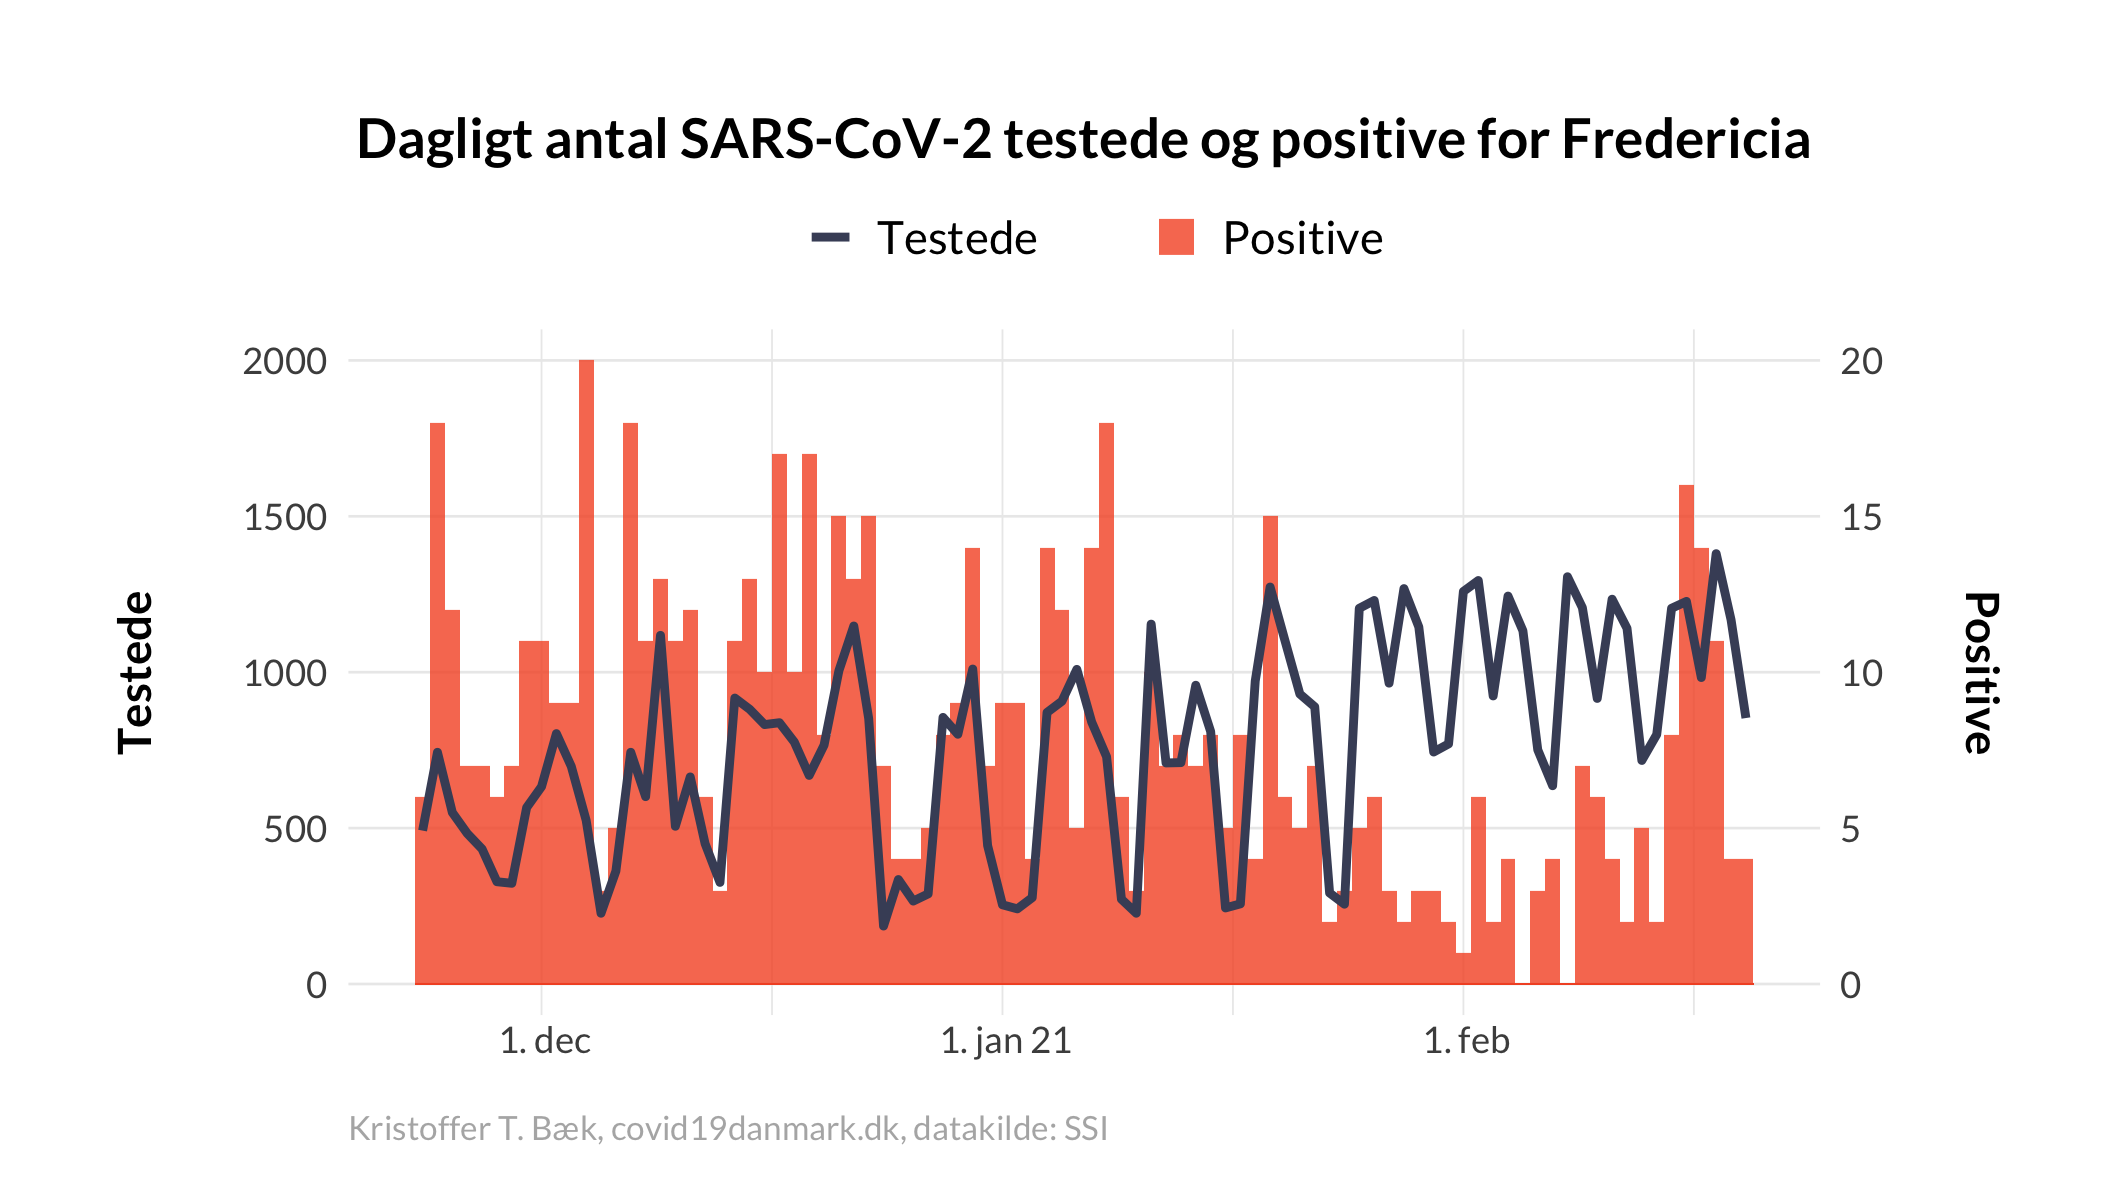 Dagligt antal SARS-CoV-2 testede og positive for Fredericia
Testede
Positive
2000
1500
1000
500
0
20
15
10
5
0
Testede
Positive
1. dec
1. jan 21
1. feb
Kristoffer T. Bæk, covid19danmark.dk, datakilde: SSI